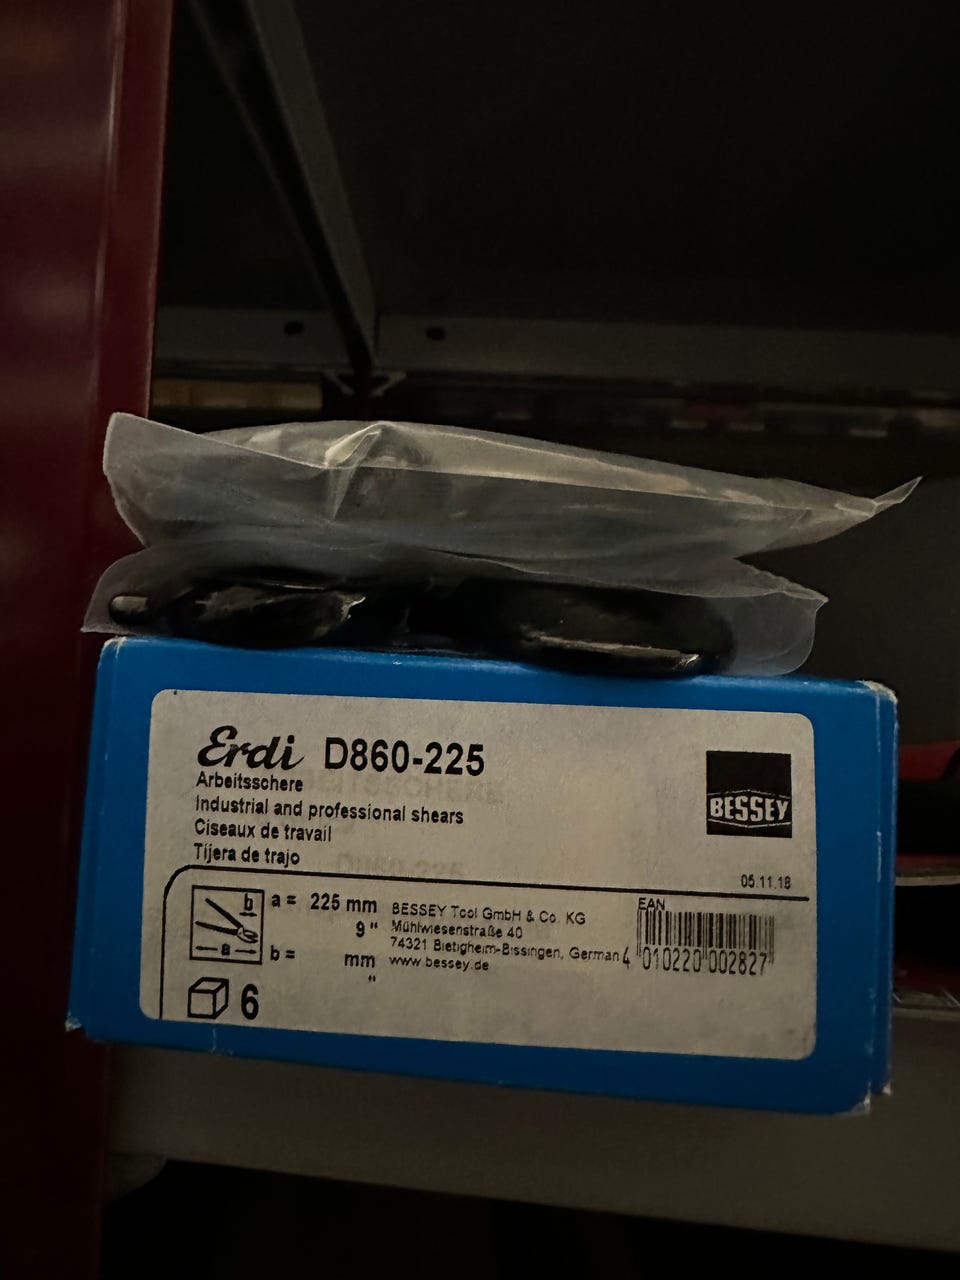 Erdi D860-225
Arbeitsschere
Industrial and professional shears
Ciseaux de travail
Tijera de trajo
BESSEY
05.11.18
b
a
a = 225 mm
9"
b = mm
"
6
BESSEY Tool GmbH & Co. KG
Mühlwiesenstraße 40
74321 Bietigheim-Bissingen, German
www.bessey.de
EAN
4 010220 002827